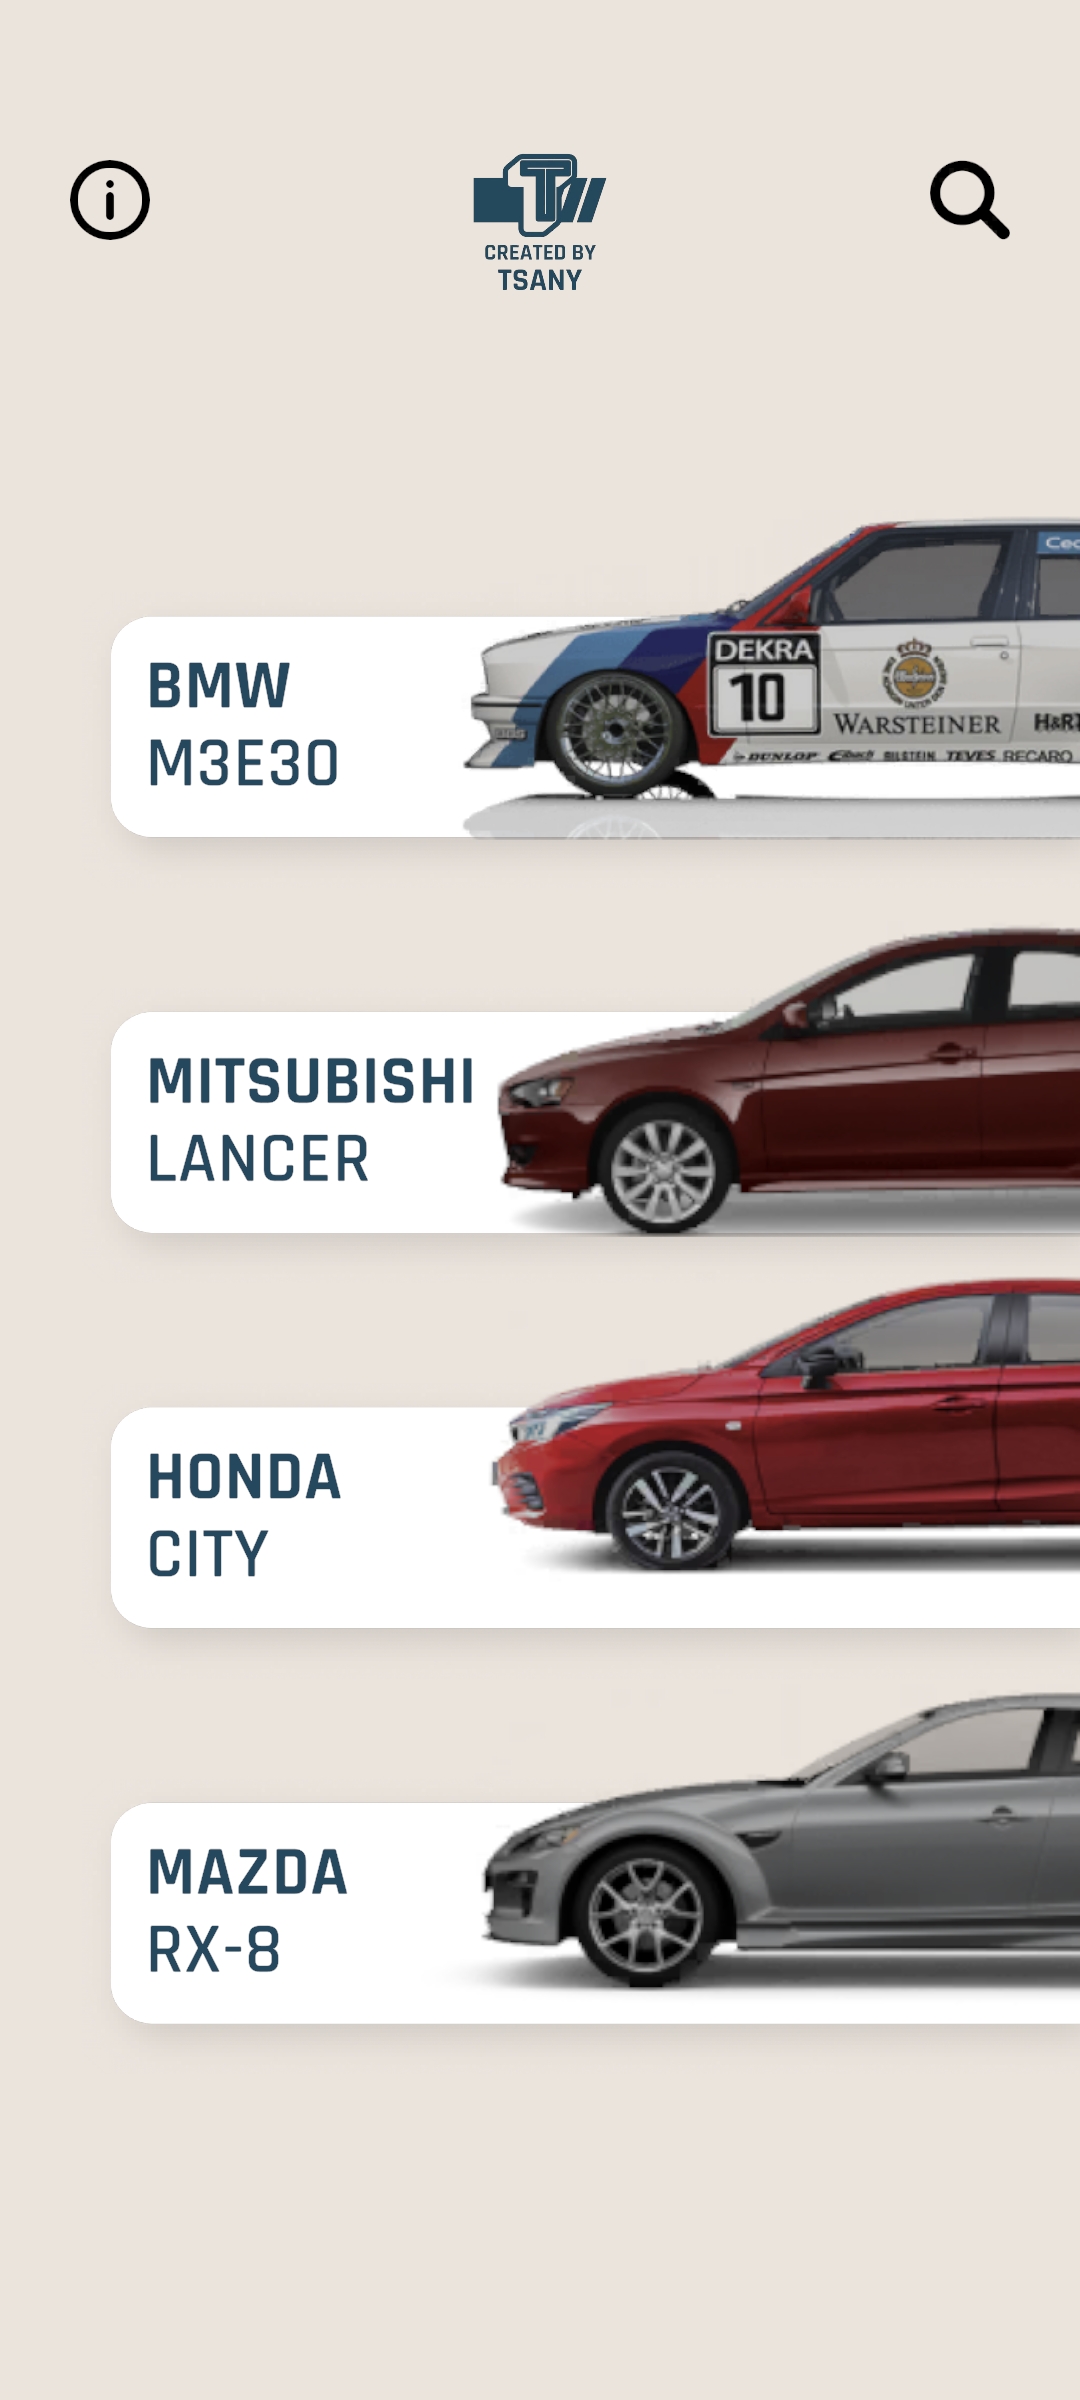 CREATED BY
TSANY
BMW
M3E30
DEKRA
10
WARSTEINER
H&R
DUNLOP Eibach BILSTEIN TEVES RECARO
MITSUBISHI
LANCER
HONDA
CITY
MAZDA
RX-8